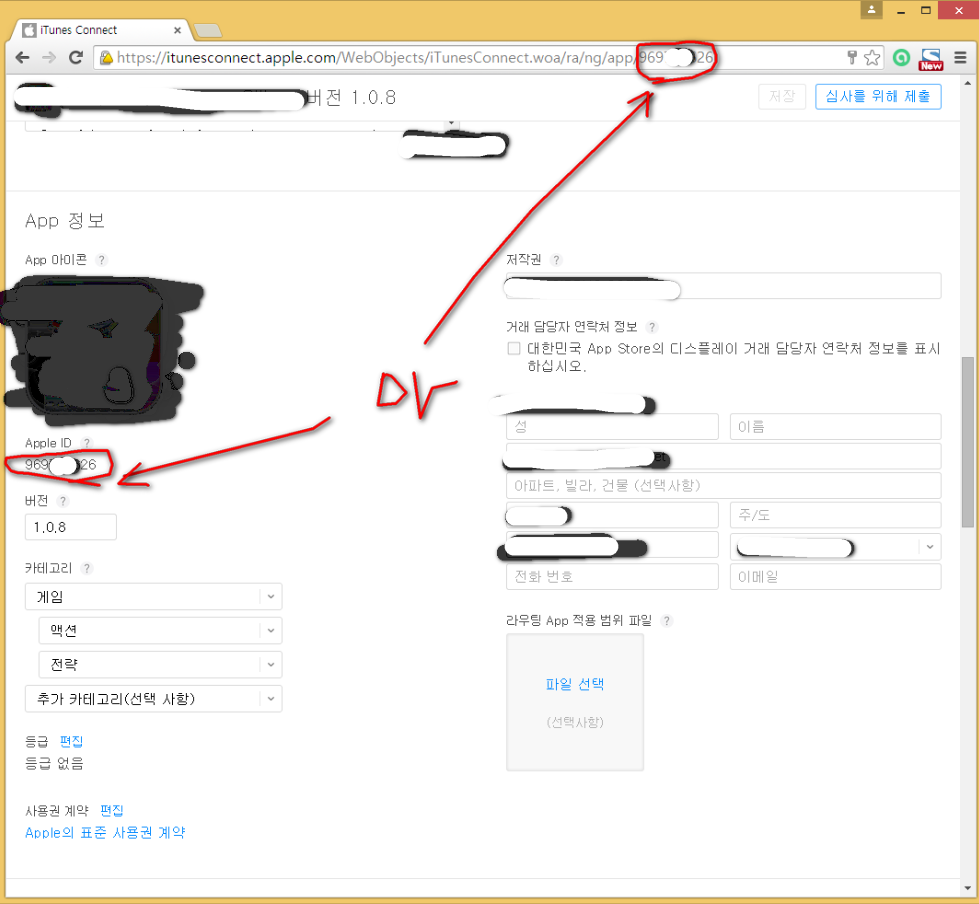 iTunes Connect
https://itunesconnect.apple.com/WebObjects/iTunesConnect.woa/ra/ng/app/969 26
New
버전 1.0.8
저장
심사를 위해 제출
App 정보
App 아이콘 ?
저작권 ?
거래 담당자 연락처 정보 ?
대한민국 App Store의 디스플레이 거래 담당자 연락처 정보를 표시
하십시오.
or
성
이름
Apple ID ?
969 26
아파트, 빌라, 건물 (선택사항)
버전 ?
주/도
1.0.8
카테고리 ?
전화 번호
이메일
게임
라우팅 App 적용 범위 파일 ?
액션
전략
파일 선택
추가 카테고리(선택 사항)
(선택사항)
등급 편집
등급 없음
사용권 계약 편집
Apple의 표준 사용권 계약